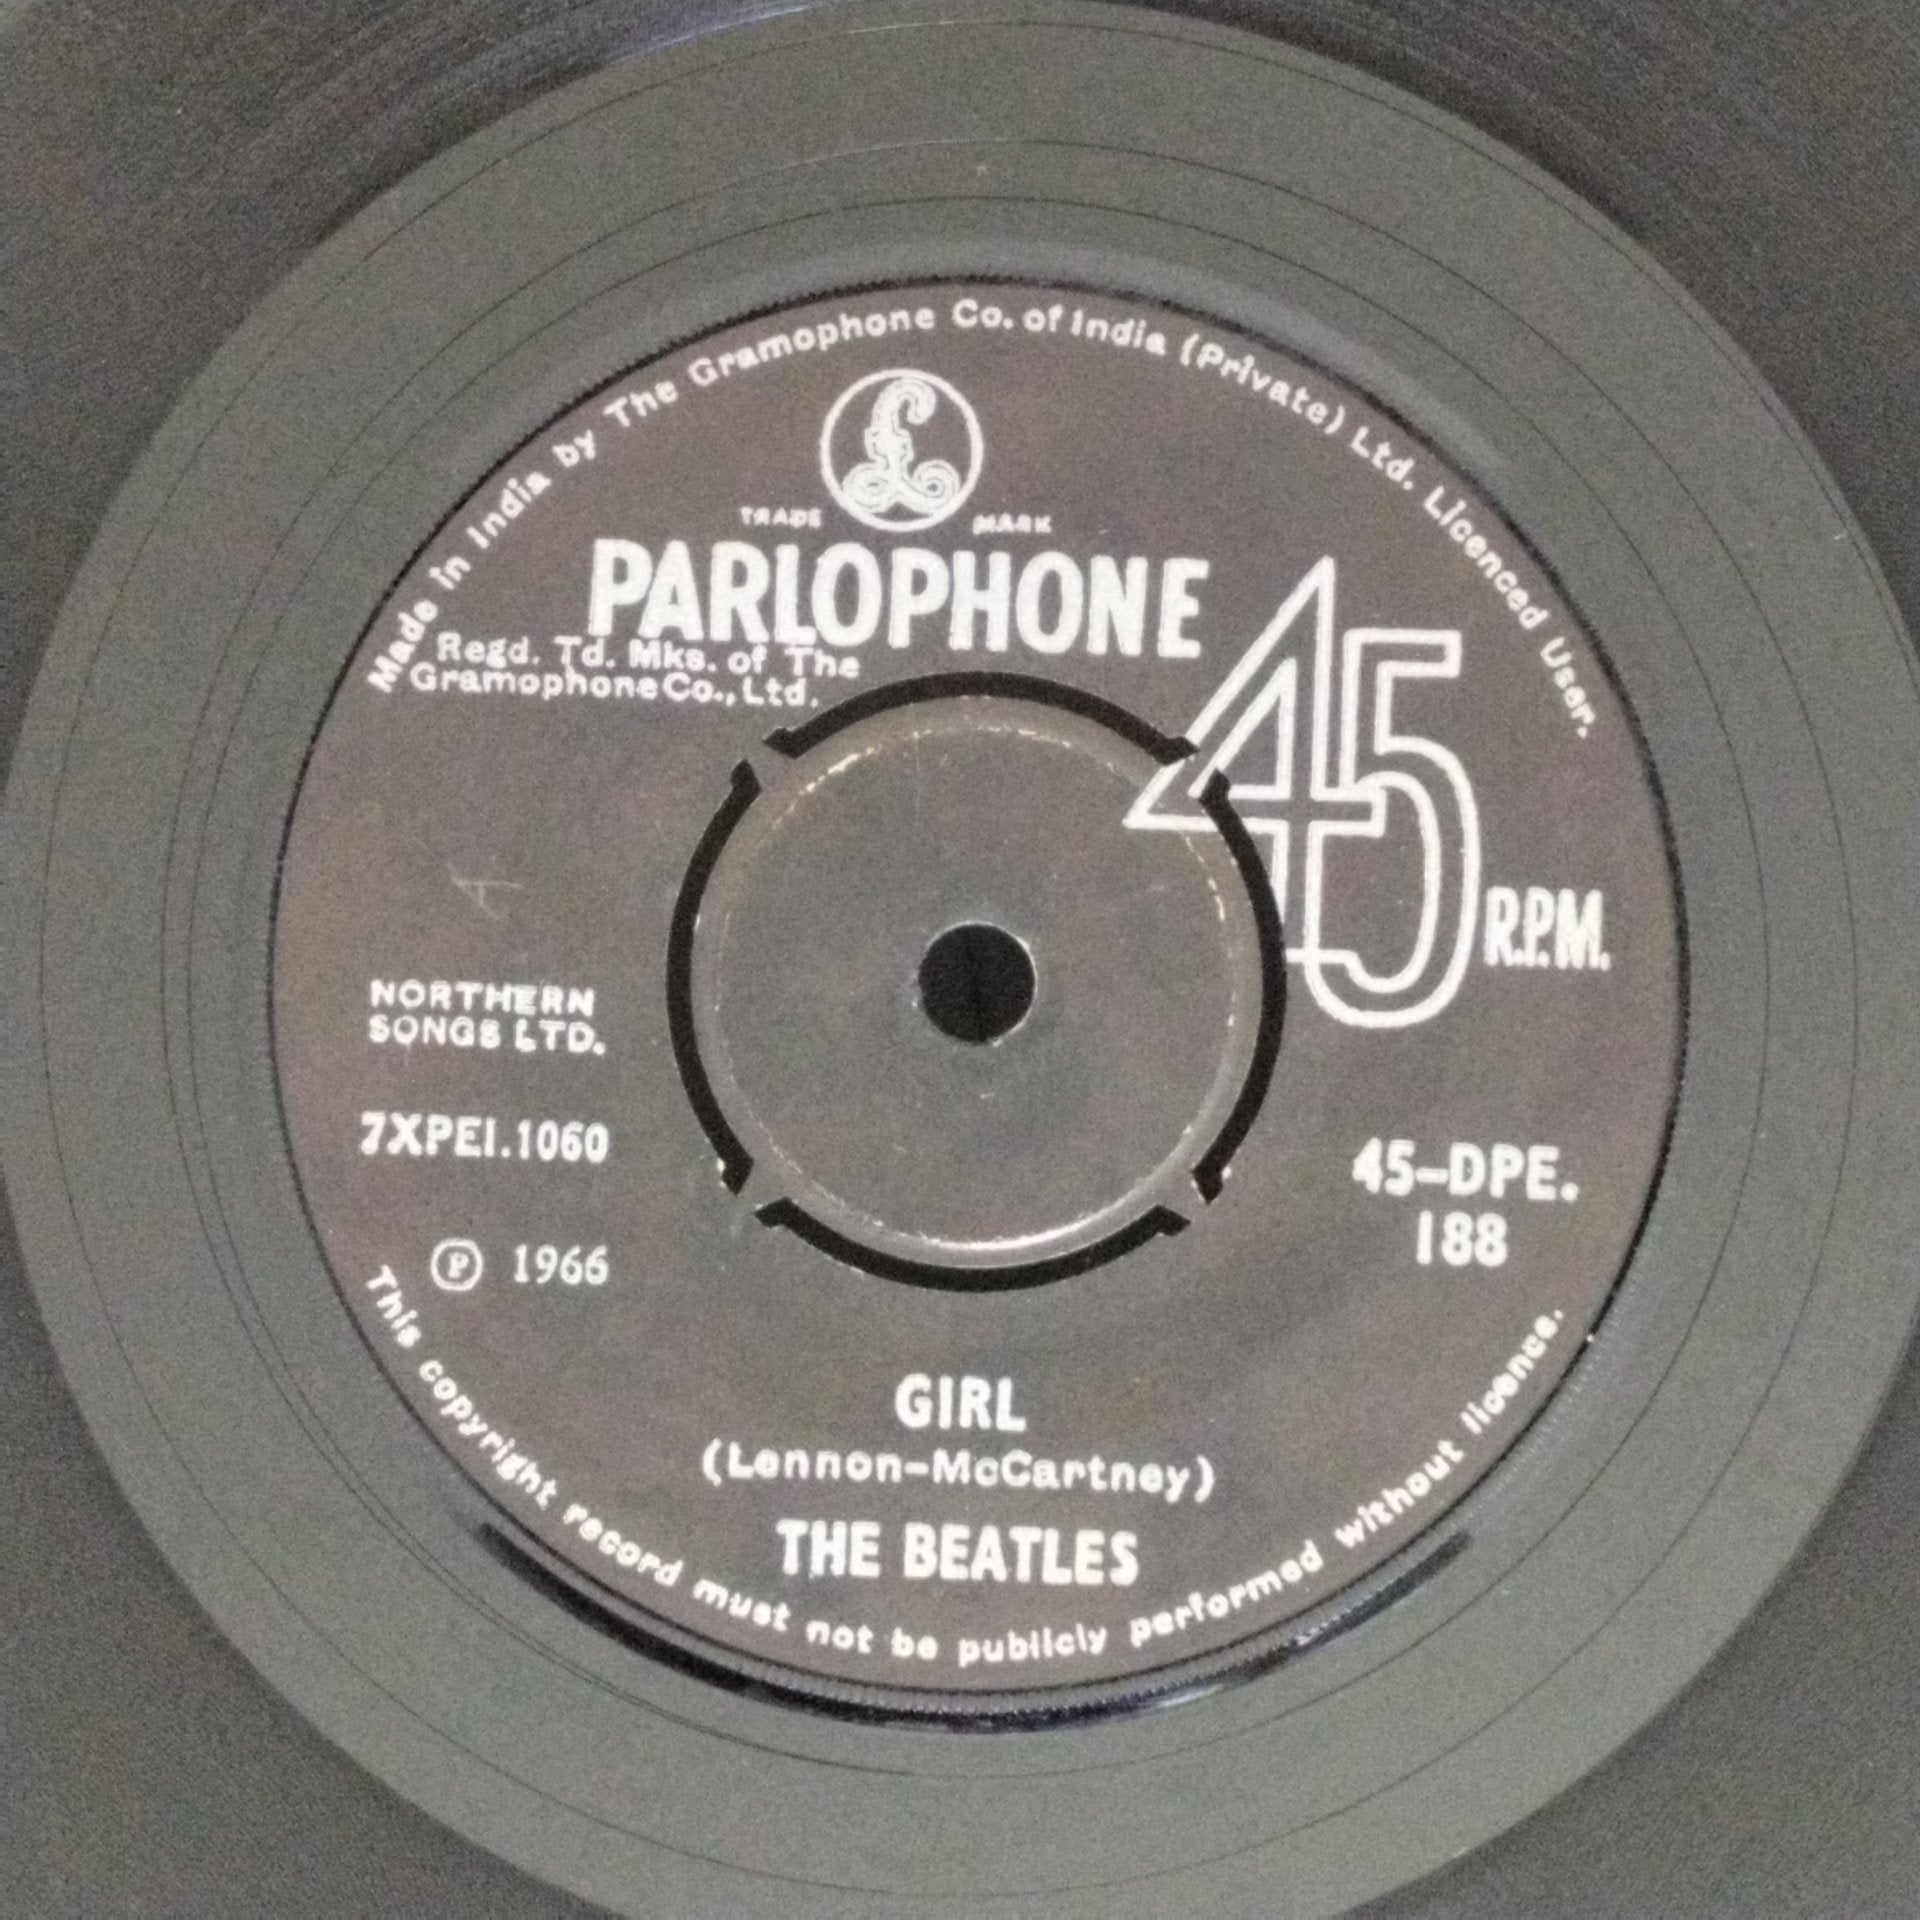 Made in India by The Gramophone Co. of India (Private) Ltd. Licenced User.
£
TRADE MARK
PARLOPHONE
Regd. Td. Mks. of The
Gramophone Co., Ltd.
45 R.P.M.
NORTHERN
SONGS LTD.
7XPEI.1060
45-DPE.
188
Ⓟ 1966
GIRL
(Lennon-McCartney)
THE BEATLES
This copyright record must not be publicly performed without licence.